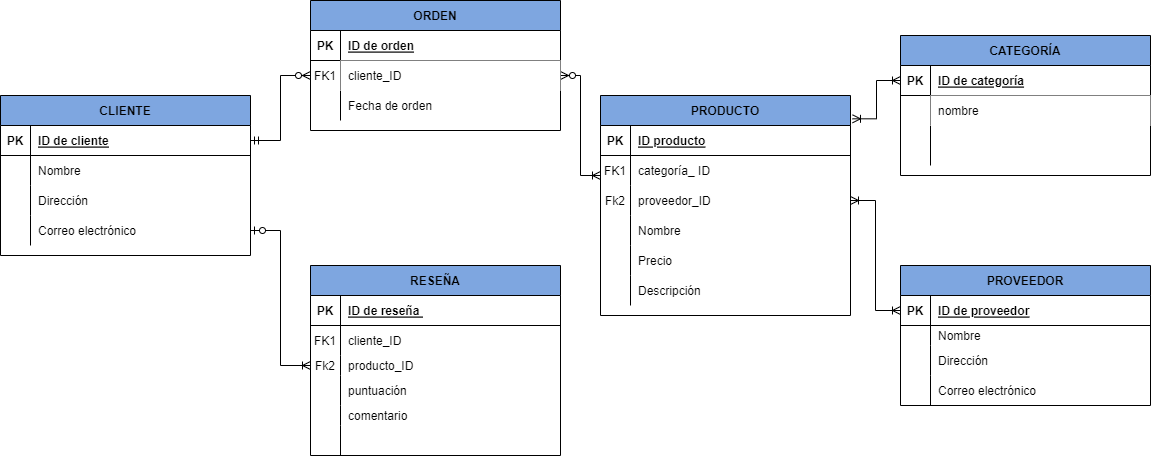 ORDEN
PK ID de orden
FK1 cliente_ID
Fecha de orden
CLIENTE
PK ID de cliente
Nombre
Dirección
Correo electrónico
RESEÑA
PK ID de reseña
FK1 cliente_ID
Fk2 producto_ID
puntuación
comentario
PRODUCTO
PK ID producto
FK1 categoría_ ID
Fk2 proveedor_ID
Nombre
Precio
Descripción
CATEGORÍA
PK ID de categoría
nombre
PROVEEDOR
PK ID de proveedor
Nombre
Dirección
Correo electrónico